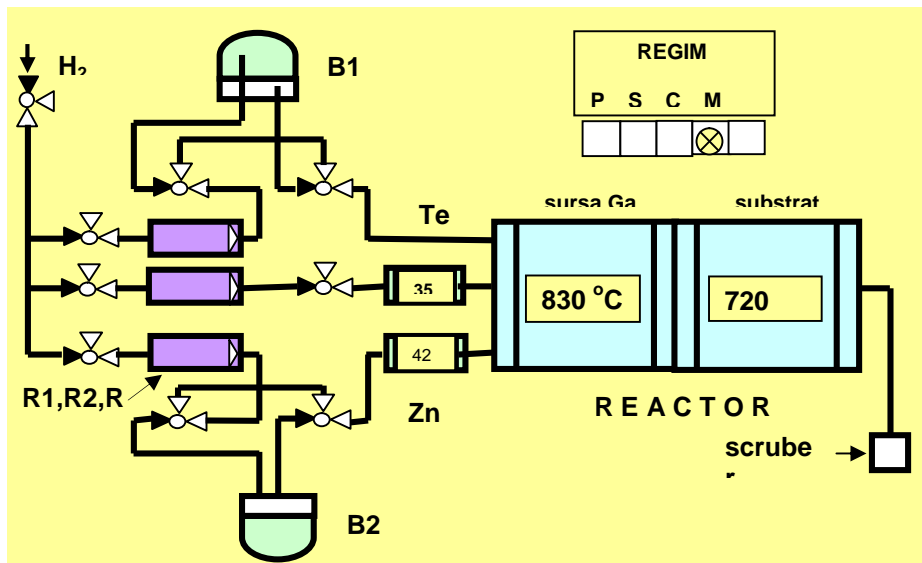 H₂
B1
REGIM
P S C M
sursa Ga
substrat
Te
35
830 °C
720
42
R1,R2,R
Zn
R E A C T O R
scrube
B2